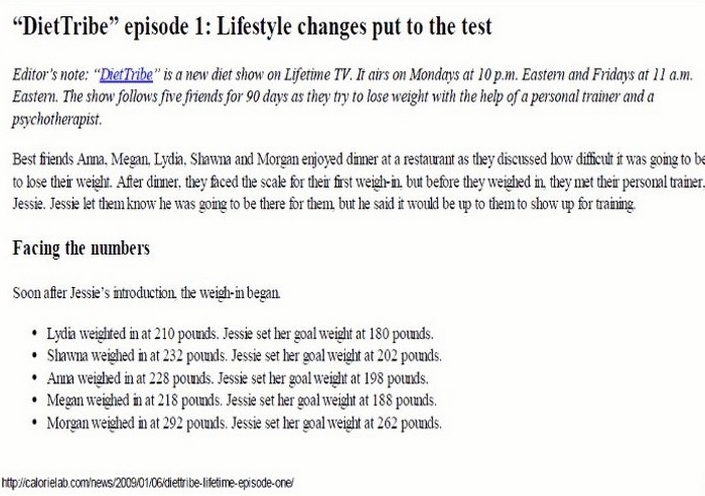 “DietTribe” episode 1: Lifestyle changes put to the test
Editor’s note: “DietTribe” is a new diet show on Lifetime TV. It airs on Mondays at 10 p.m. Eastern and Fridays at 11 a.m.
Eastern. The show follows five friends for 90 days as they try to lose weight with the help of a personal trainer and a
psychotherapist.
Best friends Anna, Megan, Lydia, Shawna and Morgan enjoyed dinner at a restaurant as they discussed how difficult it was going to be
to lose their weight. After dinner, they faced the scale for their first weigh-in, but before they weighed in, they met their personal trainer,
Jessie. Jessie let them know he was going to be there for them, but he said it would be up to them to show up for training.
Facing the numbers
Soon after Jessie’s introduction, the weigh-in began.
• Lydia weighted in at 210 pounds. Jessie set her goal weight at 180 pounds.
• Shawna weighed in at 232 pounds. Jessie set her goal weight at 202 pounds.
• Anna weighed in at 228 pounds. Jessie set her goal weight at 198 pounds.
• Megan weighed in at 218 pounds. Jessie set her goal weight at 188 pounds.
• Morgan weighed in at 292 pounds. Jessie set her goal weight at 262 pounds.
http://calorielab.com/news/2009/01/06/diettribe-lifetime-episode-one/